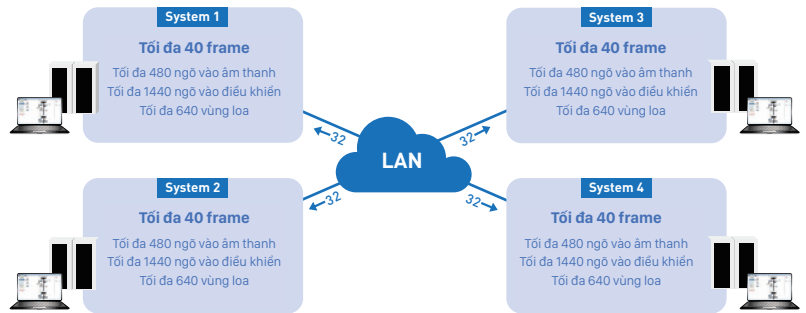 System 1
Tối đa 40 frame
Tối đa 480 ngõ vào âm thanh
Tối đa 1440 ngõ vào điều khiển
Tối đa 640 vùng loa
System 3
Tối đa 40 frame
Tối đa 480 ngõ vào âm thanh
Tối đa 1440 ngõ vào điều khiển
Tối đa 640 vùng loa
32
32
LAN
32
32
System 2
Tối đa 40 frame
Tối đa 480 ngõ vào âm thanh
Tối đa 1440 ngõ vào điều khiển
Tối đa 640 vùng loa
System 4
Tối đa 40 frame
Tối đa 480 ngõ vào âm thanh
Tối đa 1440 ngõ vào điều khiển
Tối đa 640 vùng loa